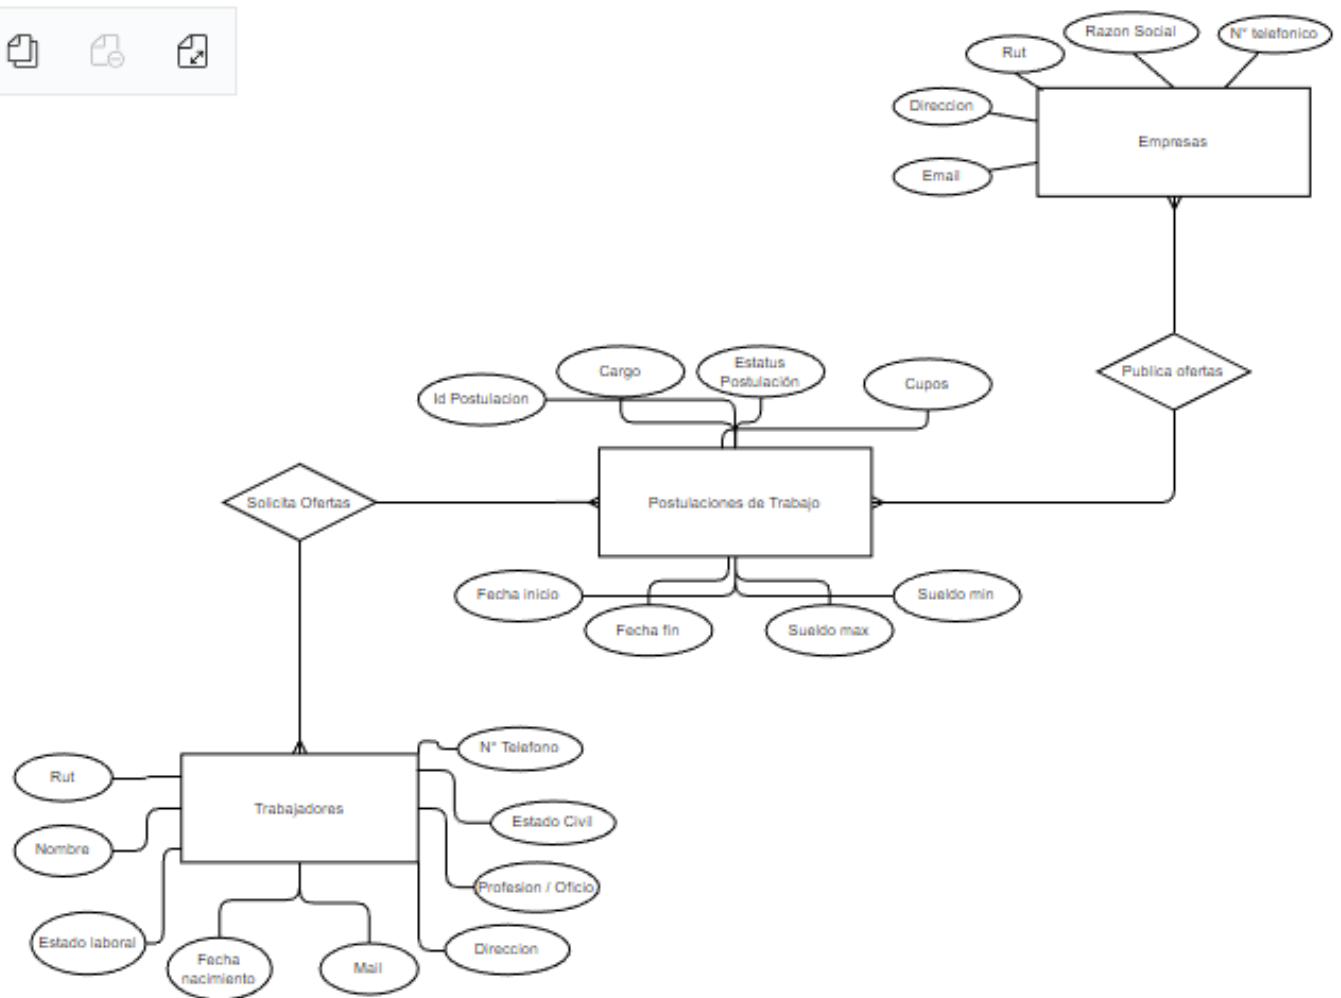 Razon Social
N° telefonico
Rut
Direccion
Empresas
Email
Publica ofertas
Estatus
Postulación
Cargo
Cupos
Id Postulacion
Solicita Ofertas
Postulaciones de Trabajo
Fecha inicio
Sueldo min
Fecha fin
Sueldo max
N° Telefono
Rut
Trabajadores
Estado Civil
Nombre
Profesion / Oficio
Estado laboral
Direccion
Fecha
nacimiento
Mail